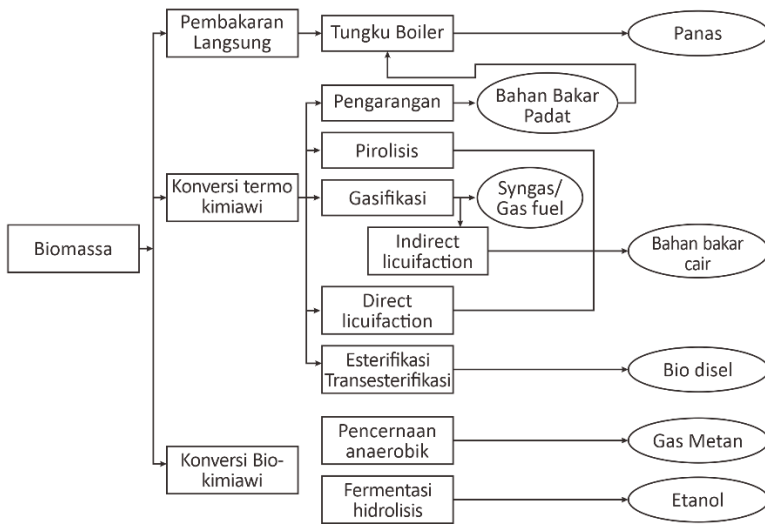 Pembakaran
Langsung
Tungku Boiler
Panas
Pengarangan
Bahan Bakar
Padat
Pirolisis
Konversi termo
kimiawi
Gasifikasi
Syngas/
Gas fuel
Biomassa
Indirect
licuifaction
Bahan bakar
cair
Direct
licuifaction
Esterifikasi
Transesterifikasi
Bio disel
Konversi Bio-
kimiawi
Pencernaan
anaerobik
Gas Metan
Fermentasi
hidrolisis
Etanol